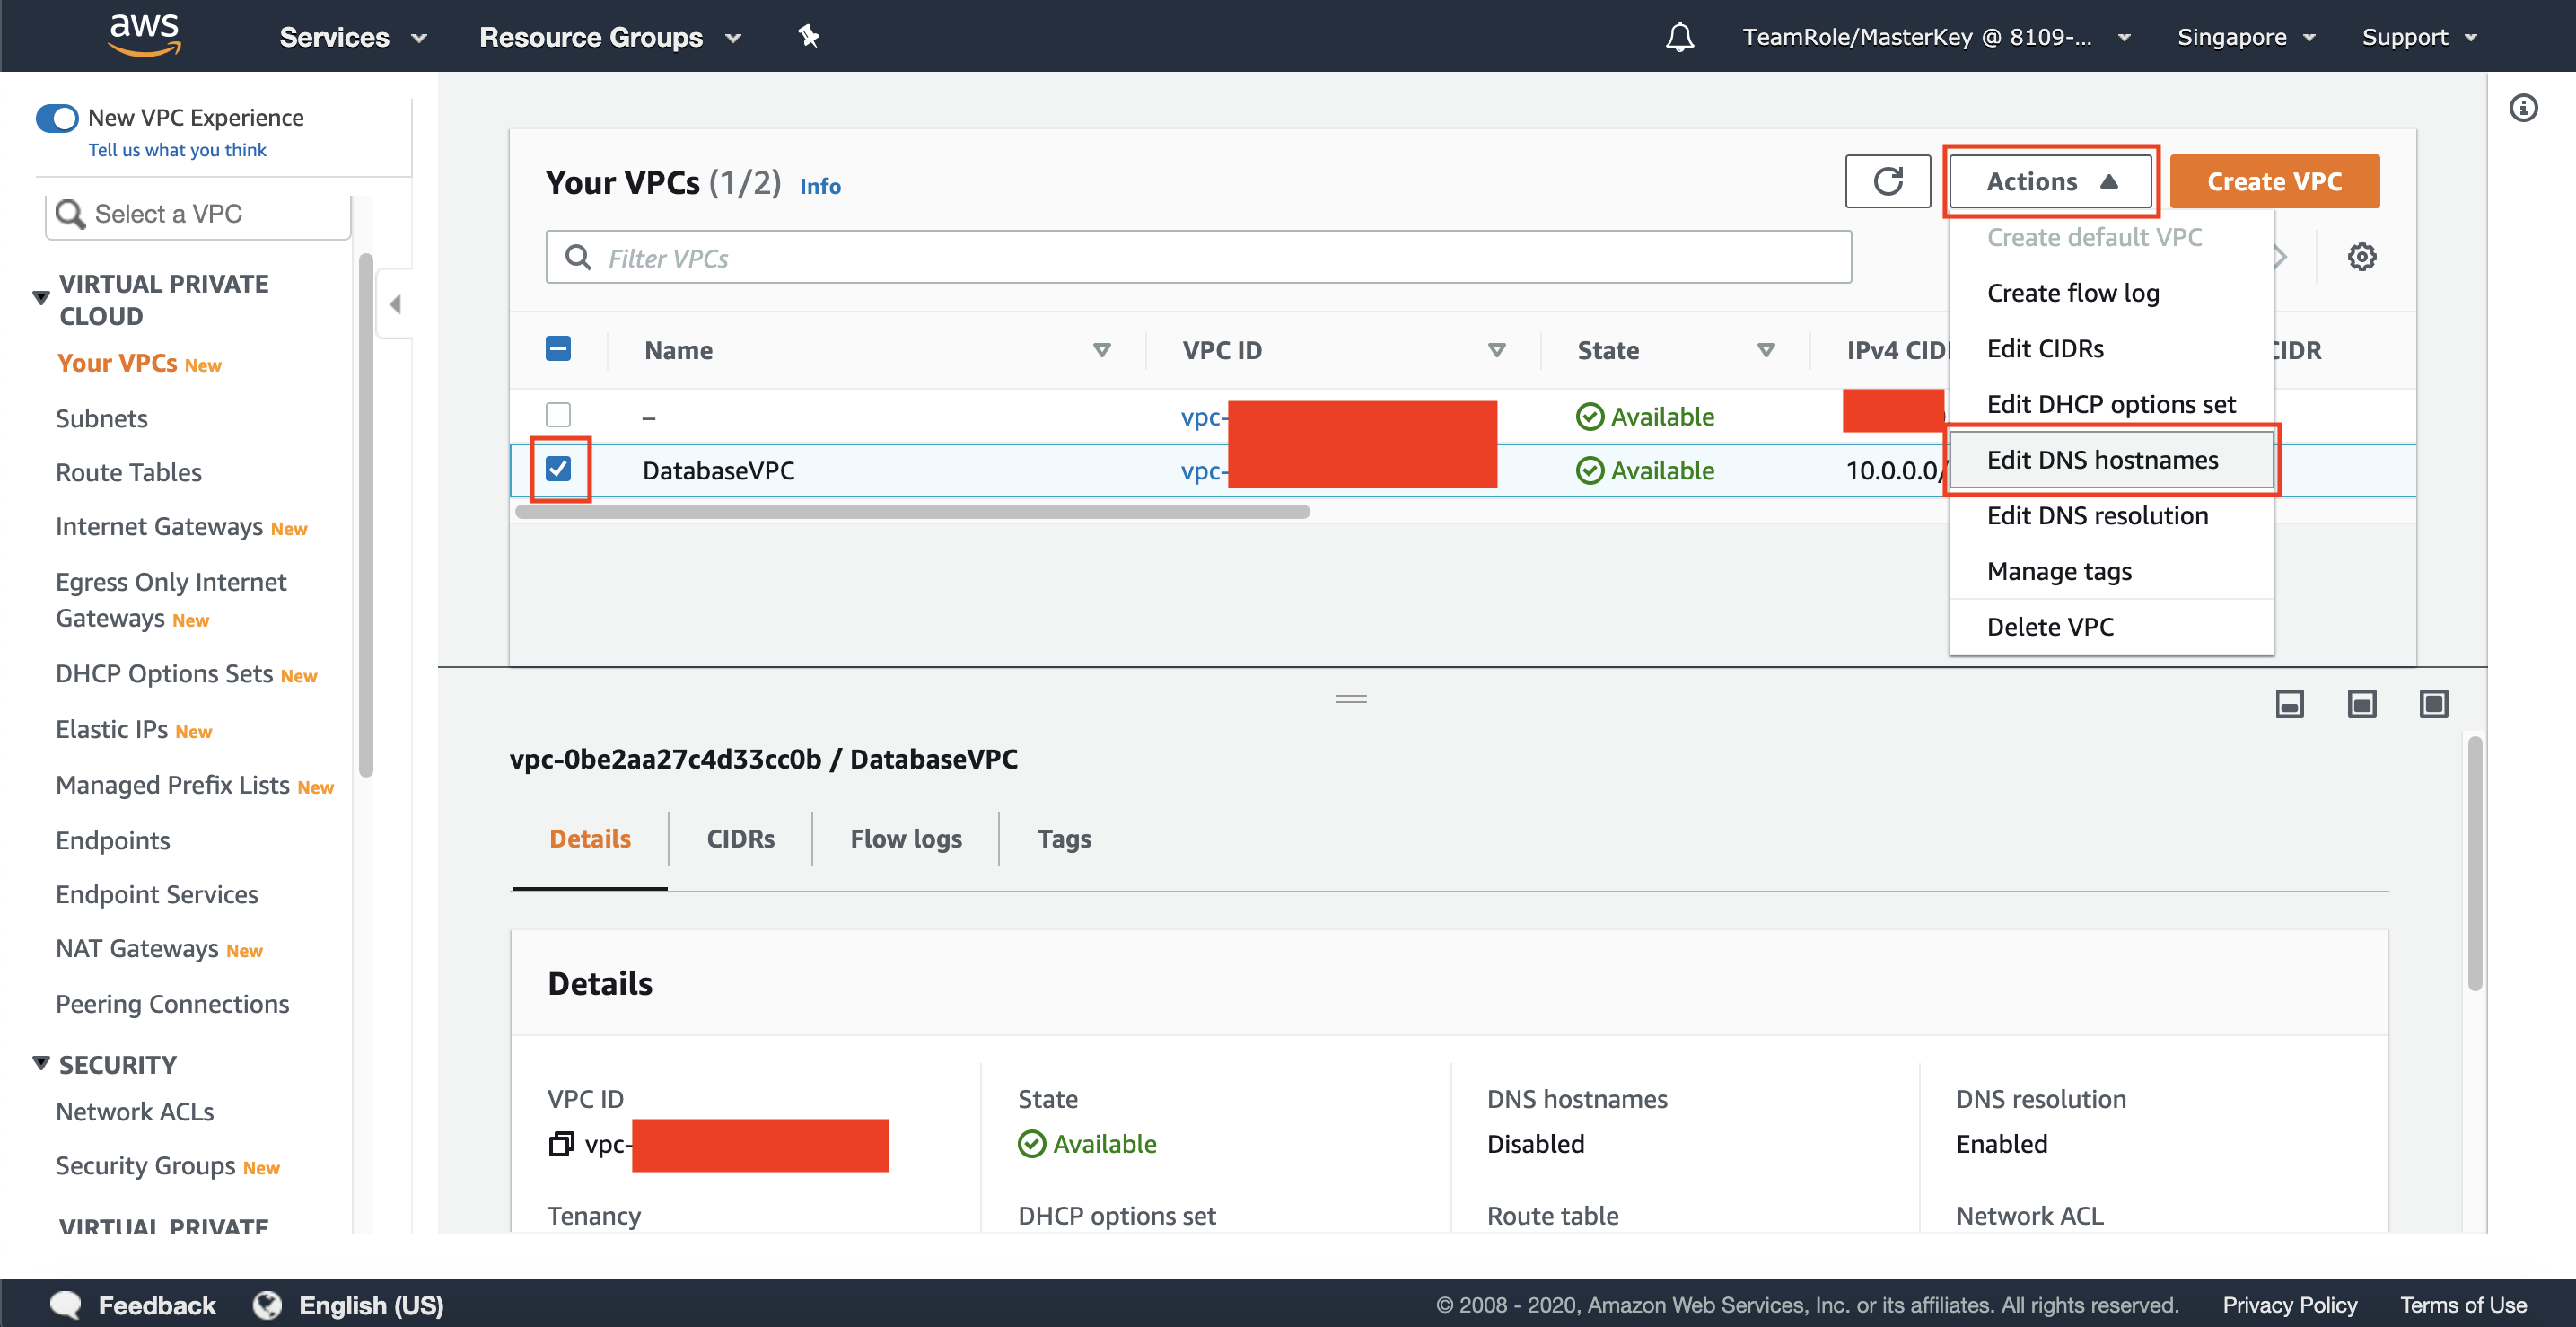 aws
Services
Resource Groups
TeamRole/MasterKey @ 8109-...
Singapore
Support
New VPC Experience
Tell us what you think
Select a VPC
VIRTUAL PRIVATE
CLOUD
Your VPCs New
Subnets
Route Tables
Internet Gateways New
Egress Only Internet
Gateways New
DHCP Options Sets New
Elastic IPs New
Managed Prefix Lists New
Endpoints
Endpoint Services
NAT Gateways New
Peering Connections
SECURITY
Network ACLs
Security Groups New
VIRTUAL PRIVATE
Your VPCs (1/2) Info
Actions
Create VPC
Filter VPCs
Create default VPC
Create flow log
Edit CIDRs
Edit DHCP options set
Edit DNS hostnames
Edit DNS resolution
Manage tags
Delete VPC
Name
VPC ID
State
IPv4 CID
CIDR
–
vpc-
Available
DatabaseVPC
vpc-
Available
10.0.0.0/
vpc-0be2aa27c4d33cc0b / DatabaseVPC
Details
CIDRs
Flow logs
Tags
Details
VPC ID
vpc-
State
Available
DNS hostnames
Disabled
DNS resolution
Enabled
Tenancy
DHCP options set
Route table
Network ACL
Feedback
English (US)
© 2008 - 2020, Amazon Web Services, Inc. or its affiliates. All rights reserved.
Privacy Policy
Terms of Use